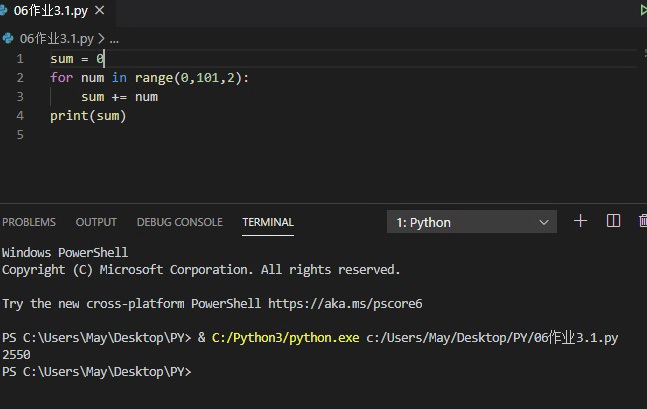 06作业3.1.py ×
06作业3.1.py > ...
1 sum = 0
2 for num in range(0,101,2):
3     sum += num
4 print(sum)
5
PROBLEMS OUTPUT DEBUG CONSOLE TERMINAL 1: Python
Windows PowerShell
Copyright (C) Microsoft Corporation. All rights reserved.
Try the new cross-platform PowerShell https://aka.ms/pscore6
PS C:\Users\May\Desktop\PY> & C:/Python3/python.exe c:/Users/May/Desktop/PY/06作业3.1.py
2550
PS C:\Users\May\Desktop\PY>